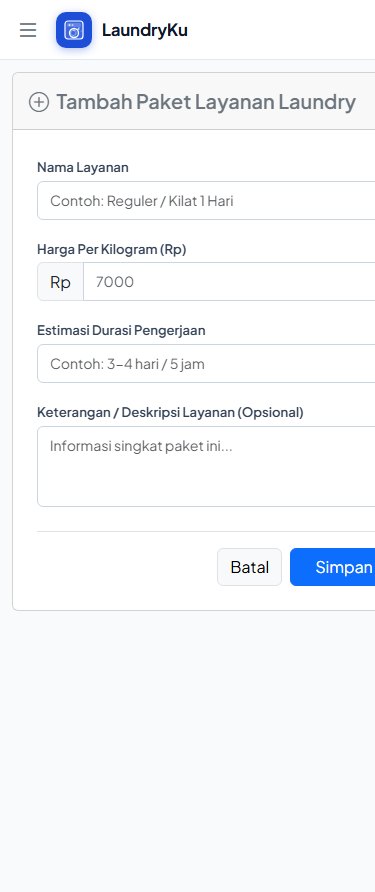 LaundryKu
Tambah Paket Layanan Laundry
Nama Layanan
Contoh: Reguler / Kilat 1 Hari
Harga Per Kilogram (Rp)
Rp 7000
Estimasi Durasi Pengerjaan
Contoh: 3-4 hari / 5 jam
Keterangan / Deskripsi Layanan (Opsional)
Informasi singkat paket ini...
Batal Simpan